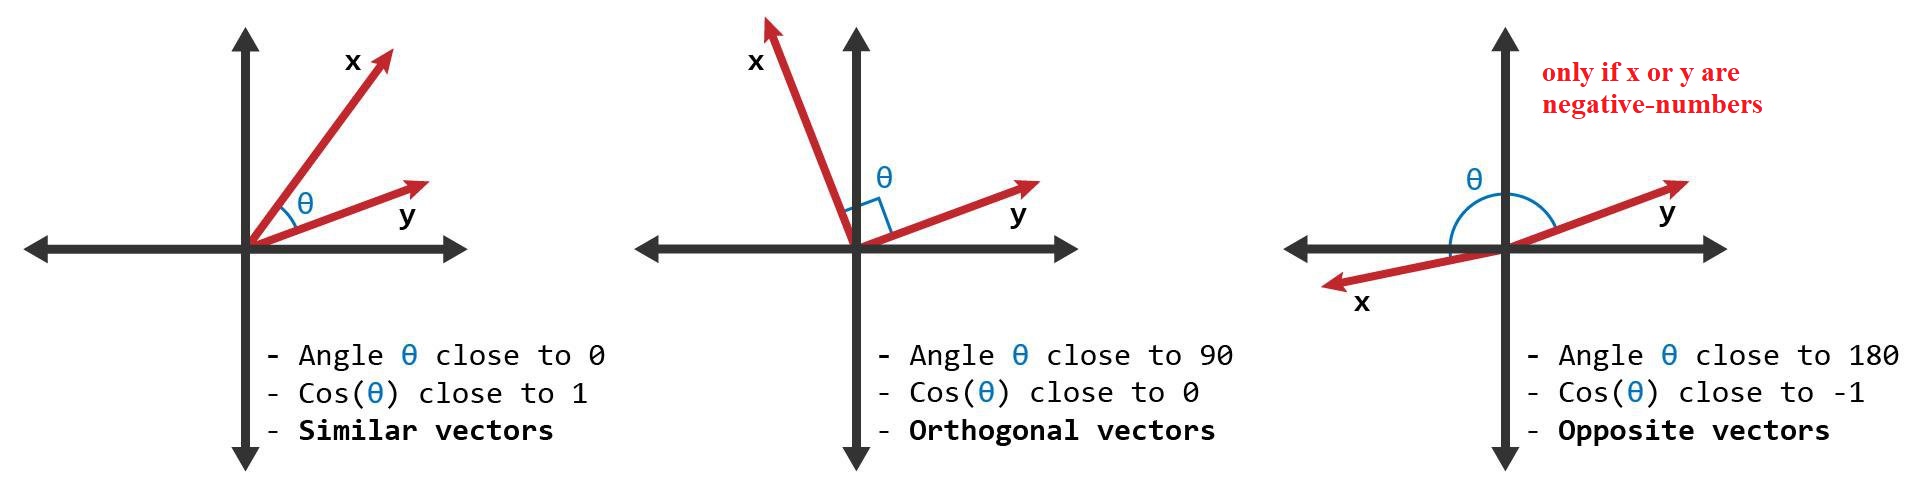 x
θ
y
- Angle θ close to 0
- Cos(θ) close to 1
- Similar vectors
x
θ
y
- Angle θ close to 90
- Cos(θ) close to 0
- Orthogonal vectors
only if x or y are
negative-numbers
θ
y
x
- Angle θ close to 180
- Cos(θ) close to -1
- Opposite vectors